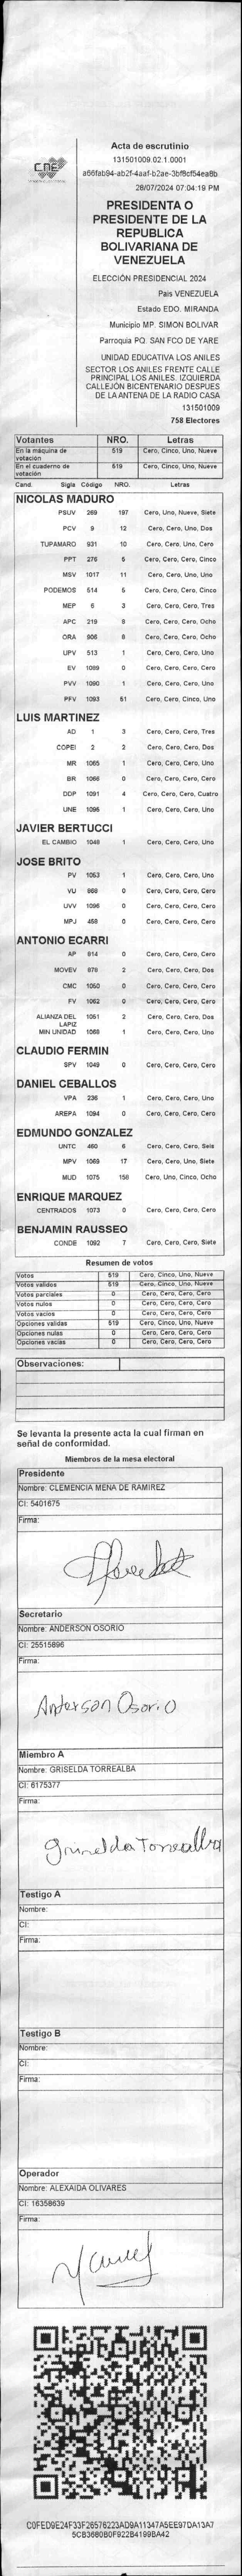 CNE
Acta de escrutinio
131501009.02.1.0001
a66fab94-ab2f-4aaf-b2ae-3bf8cf54ea6b
28/07/2024 07:04:19 PM
PRESIDENTA O
PRESIDENTE DE LA
REPUBLICA
BOLIVARIANA DE
VENEZUELA
ELECCIÓN PRESIDENCIAL 2024
Pais VENEZUELA
Estado EDO. MIRANDA
Municipio MP. SIMON BOLIVAR
Parroquia PQ. SAN FCO DE YARE
UNIDAD EDUCATIVA LOS ANILES
SECTOR LOS ANILES FRENTE CALLE
PRINCIPAL LOS ANILES. IZQUIERDA
CALLEJÓN BICENTENARIO DESPUES
DE LA ANTENA DE LA RADIO CASA
131501009
758 Electores
Votantes NRO. Letras
En la máquina de votación 519 Cero, Cinco, Uno, Nueve
En el cuaderno de votación 519 Cero, Cinco, Uno, Nueve
Cand. Sigla Código NRO. Letras
NICOLAS MADURO
PSUV 269 197 Cero, Uno, Nueve, Siete
PCV 9 12 Cero, Cero, Uno, Dos
TUPAMARO 931 10 Cero, Cero, Uno, Cero
PPT 276 5 Cero, Cero, Cero, Cinco
MSV 1017 11 Cero, Cero, Uno, Uno
PODEMOS 514 5 Cero, Cero, Cero, Cinco
MEP 6 3 Cero, Cero, Cero, Tres
APC 219 8 Cero, Cero, Cero, Ocho
ORA 906 8 Cero, Cero, Cero, Ocho
UPV 513 1 Cero, Cero, Cero, Uno
EV 1089 0 Cero, Cero, Cero, Cero
PVV 1090 1 Cero, Cero, Cero, Uno
PFV 1093 51 Cero, Cero, Cinco, Uno
LUIS MARTINEZ
AD 1 3 Cero, Cero, Cero, Tres
COPEI 2 2 Cero, Cero, Cero, Dos
MR 1065 1 Cero, Cero, Cero, Uno
BR 1066 0 Cero, Cero, Cero, Cero
DDP 1091 4 Cero, Cero, Cero, Cuatro
UNE 1095 1 Cero, Cero, Cero, Uno
JAVIER BERTUCCI
EL CAMBIO 1048 1 Cero, Cero, Cero, Uno
JOSE BRITO
PV 1053 1 Cero, Cero, Cero, Uno
VU 868 0 Cero, Cero, Cero, Cero
UVV 1096 0 Cero, Cero, Cero, Cero
MPJ 458 0 Cero, Cero, Cero, Cero
ANTONIO ECARRI
AP 814 0 Cero, Cero, Cero, Cero
MOVEV 878 2 Cero, Cero, Cero, Dos
CMC 1050 0 Cero, Cero, Cero, Cero
FV 1062 0 Cero, Cero, Cero, Cero
ALIANZA DEL LAPIZ 1051 2 Cero, Cero, Cero, Dos
MIN UNIDAD 1068 1 Cero, Cero, Cero, Uno
CLAUDIO FERMIN
SPV 1049 0 Cero, Cero, Cero, Cero
DANIEL CEBALLOS
VPA 236 1 Cero, Cero, Cero, Uno
AREPA 1094 0 Cero, Cero, Cero, Cero
EDMUNDO GONZALEZ
UNTC 460 6 Cero, Cero, Cero, Seis
MPV 1069 17 Cero, Cero, Uno, Siete
MUD 1075 158 Cero, Uno, Cinco, Ocho
ENRIQUE MARQUEZ
CENTRADOS 1073 0 Cero, Cero, Cero, Cero
BENJAMIN RAUSSEO
CONDE 1092 7 Cero, Cero, Cero, Siete
Resumen de votos
Votos 519 Cero, Cinco, Uno, Nueve
Votos validos 519 Cero, Cinco, Uno, Nueve
Votos parciales 0 Cero, Cero, Cero, Cero
Votos nulos 0 Cero, Cero, Cero, Cero
Votos vacios 0 Cero, Cero, Cero, Cero
Opciones validas 519 Cero, Cinco, Uno, Nueve
Opciones nulas 0 Cero, Cero, Cero, Cero
Opciones vacias 0 Cero, Cero, Cero, Cero
Observaciones:
Se levanta la presente acta la cual firman en
señal de conformidad.
Miembros de la mesa electoral
Presidente
Nombre: CLEMENCIA MENA DE RAMIREZ
CI: 5401675
Firma:
Secretario
Nombre: ANDERSON OSORIO
CI: 25515896
Firma:
Anderson Osorio
Miembro A
Nombre: GRISELDA TORREALBA
CI: 6175377
Firma:
Griselda Torrealba
Testigo A
Nombre:
CI:
Firma:
Testigo B
Nombre:
CI:
Firma:
Operador
Nombre: ALEXAIDA OLIVARES
CI: 16358639
Firma:
C0FED9E24F33F26576223AD9A11347A5EE97DA13A7
5CB3680B0F922B4199BA42